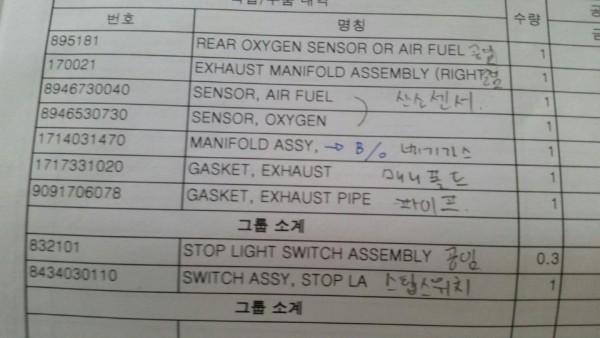 번호 명칭 수량
895181 REAR OXYGEN SENSOR OR AIR FUEL 공임 1
170021 EXHAUST MANIFOLD ASSEMBLY (RIGHT 1
8946730040 SENSOR, AIR FUEL 산소센서. 1
8946530730 SENSOR, OXYGEN 1
1714031470 MANIFOLD ASSY, → B/o 배기가스 1
1717331020 GASKET, EXHAUST 매니폴드 1
9091706078 GASKET, EXHAUST PIPE 파이프. 1
그룹 소계
832101 STOP LIGHT SWITCH ASSEMBLY 공임 0.3
8434030110 SWITCH ASSY, STOP LA 스탑스위치 1
그룹 소계